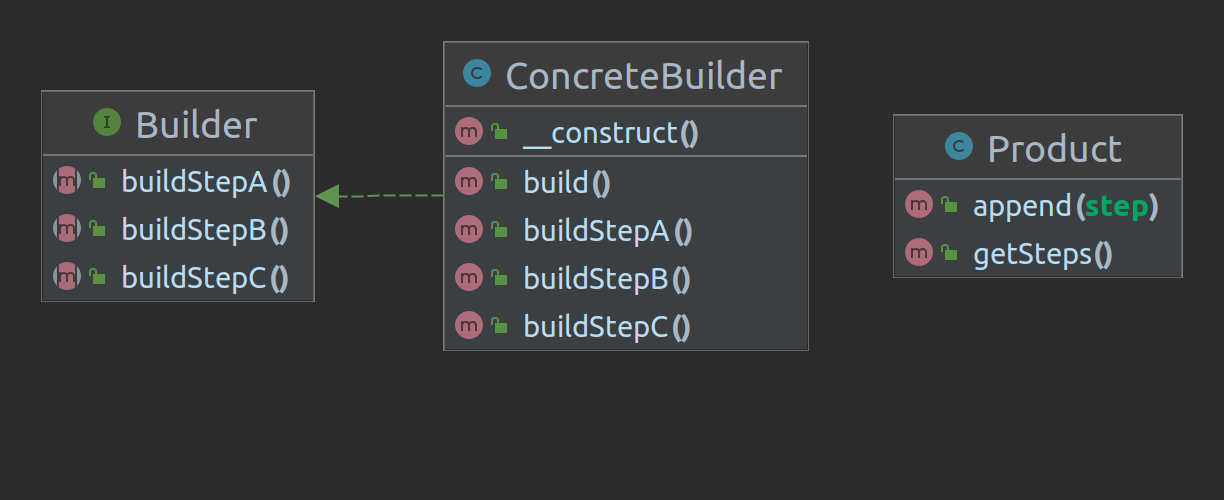 I Builder
m buildStepA()
m buildStepB()
m buildStepC()
C ConcreteBuilder
m __construct()
m build()
m buildStepA()
m buildStepB()
m buildStepC()
C Product
m append(step)
m getSteps()